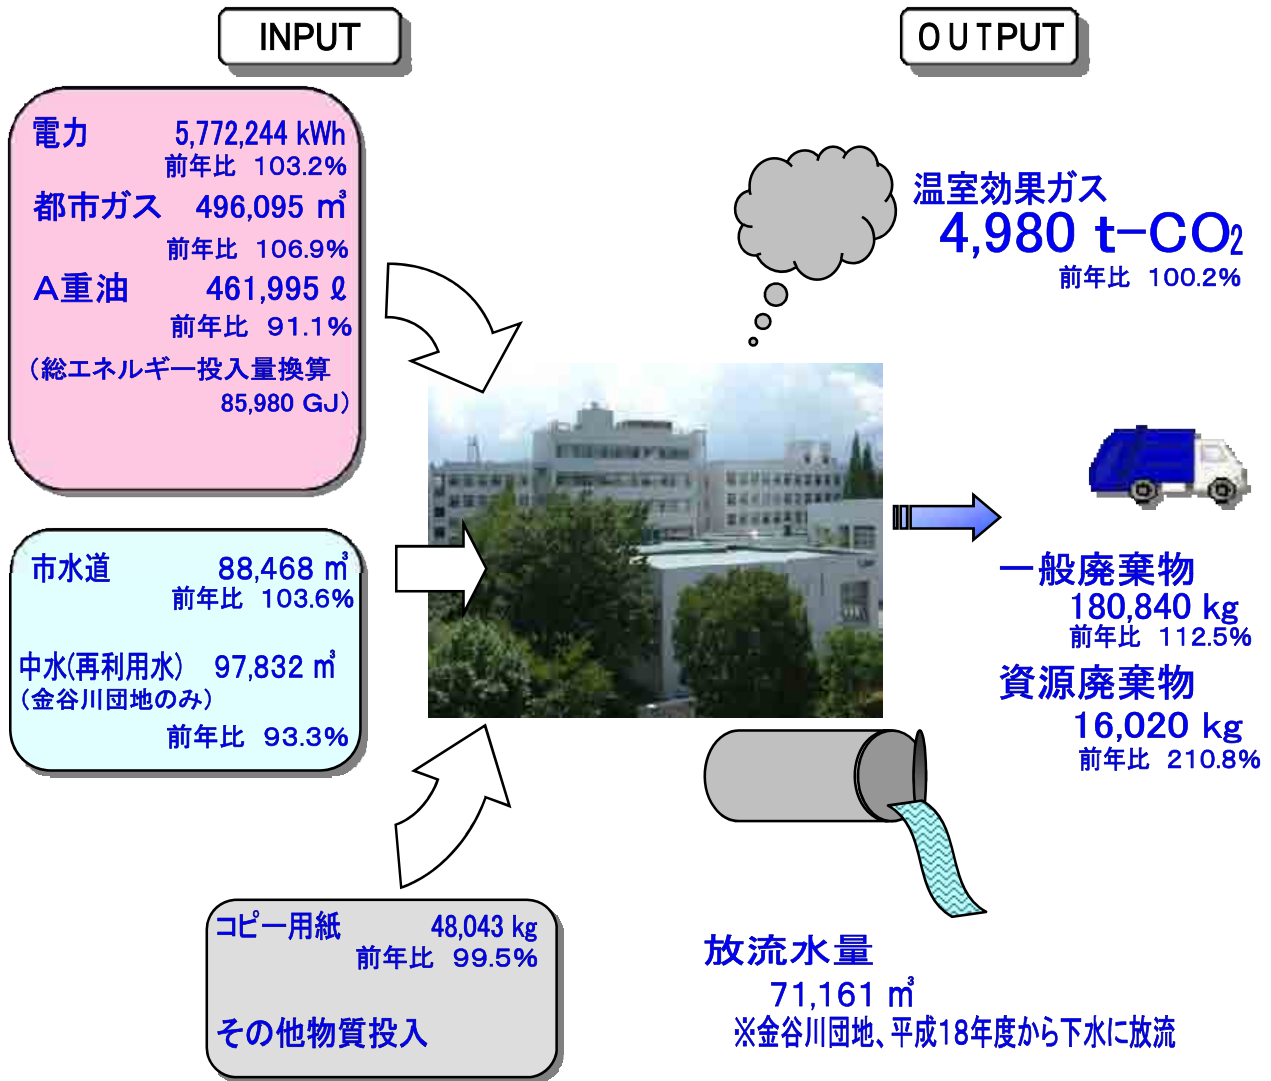 INPUT
OUTPUT
電力 5,772,244 kWh
前年比 103.2%
都市ガス 496,095 ㎥
前年比 106.9%
A重油 461,995 ℓ
前年比 91.1%
（総エネルギー投入量換算
85,980 GJ）
市水道 88,468 ㎥
前年比 103.6%
中水(再利用水) 97,832 ㎥
（金谷川団地のみ）
前年比 93.3%
コピー用紙 48,043 kg
前年比 99.5%
その他物質投入
温室効果ガス
4,980 t-CO₂
前年比 100.2%
一般廃棄物
180,840 kg
前年比 112.5%
資源廃棄物
16,020 kg
前年比 210.8%
放流水量
71,161 ㎥
※金谷川団地、平成18年度から下水に放流